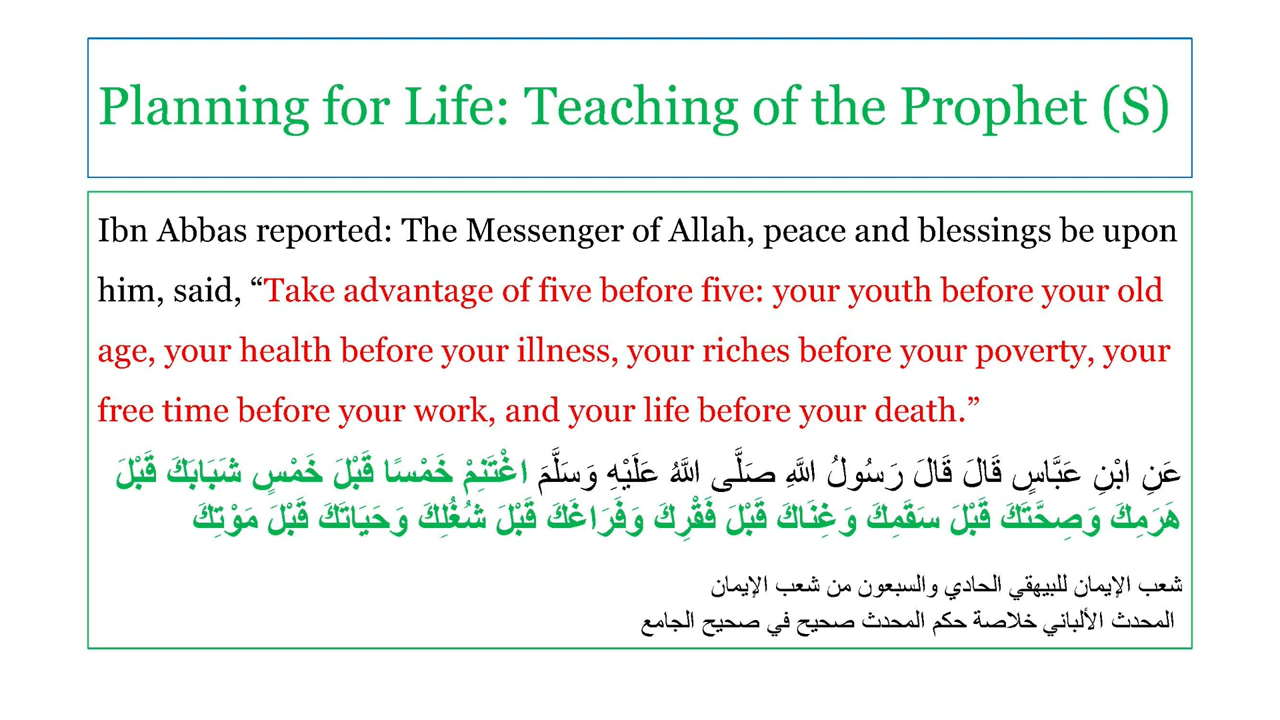 Planning for Life: Teaching of the Prophet (S)
Ibn Abbas reported: The Messenger of Allah, peace and blessings be upon
him, said, “Take advantage of five before five: your youth before your old
age, your health before your illness, your riches before your poverty, your
free time before your work, and your life before your death.”
عَنِ ابْنِ عَبَّاسٍ قَالَ قَالَ رَسُولُ اللَّهِ صَلَّى اللَّهُ عَلَيْهِ وَسَلَّمَ اغْتَنِمْ خَمْسًا قَبْلَ خَمْسٍ شَبَابَكَ قَبْلَ
هَرَمِكَ وَصِحَّتَكَ قَبْلَ سَقَمِكَ وَغِنَاكَ قَبْلَ فَقْرِكَ وَفَرَاغَكَ قَبْلَ شُغُلِكَ وَحَيَاتَكَ قَبْلَ مَوْتِكَ
شعب الإيمان للبيهقي الحادي والسبعون من شعب الإيمان
المحدث الألباني خلاصة حكم المحدث صحيح في صحيح الجامع